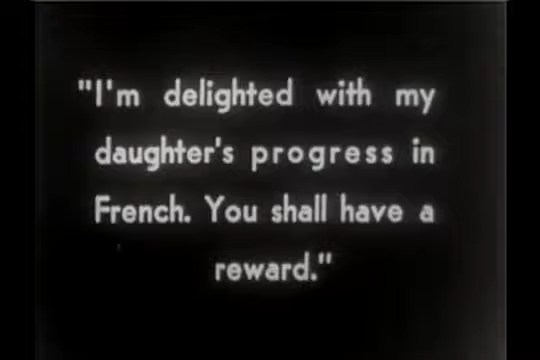 "I'm delighted with my
daughter's progress in
French. You shall have a
reward."